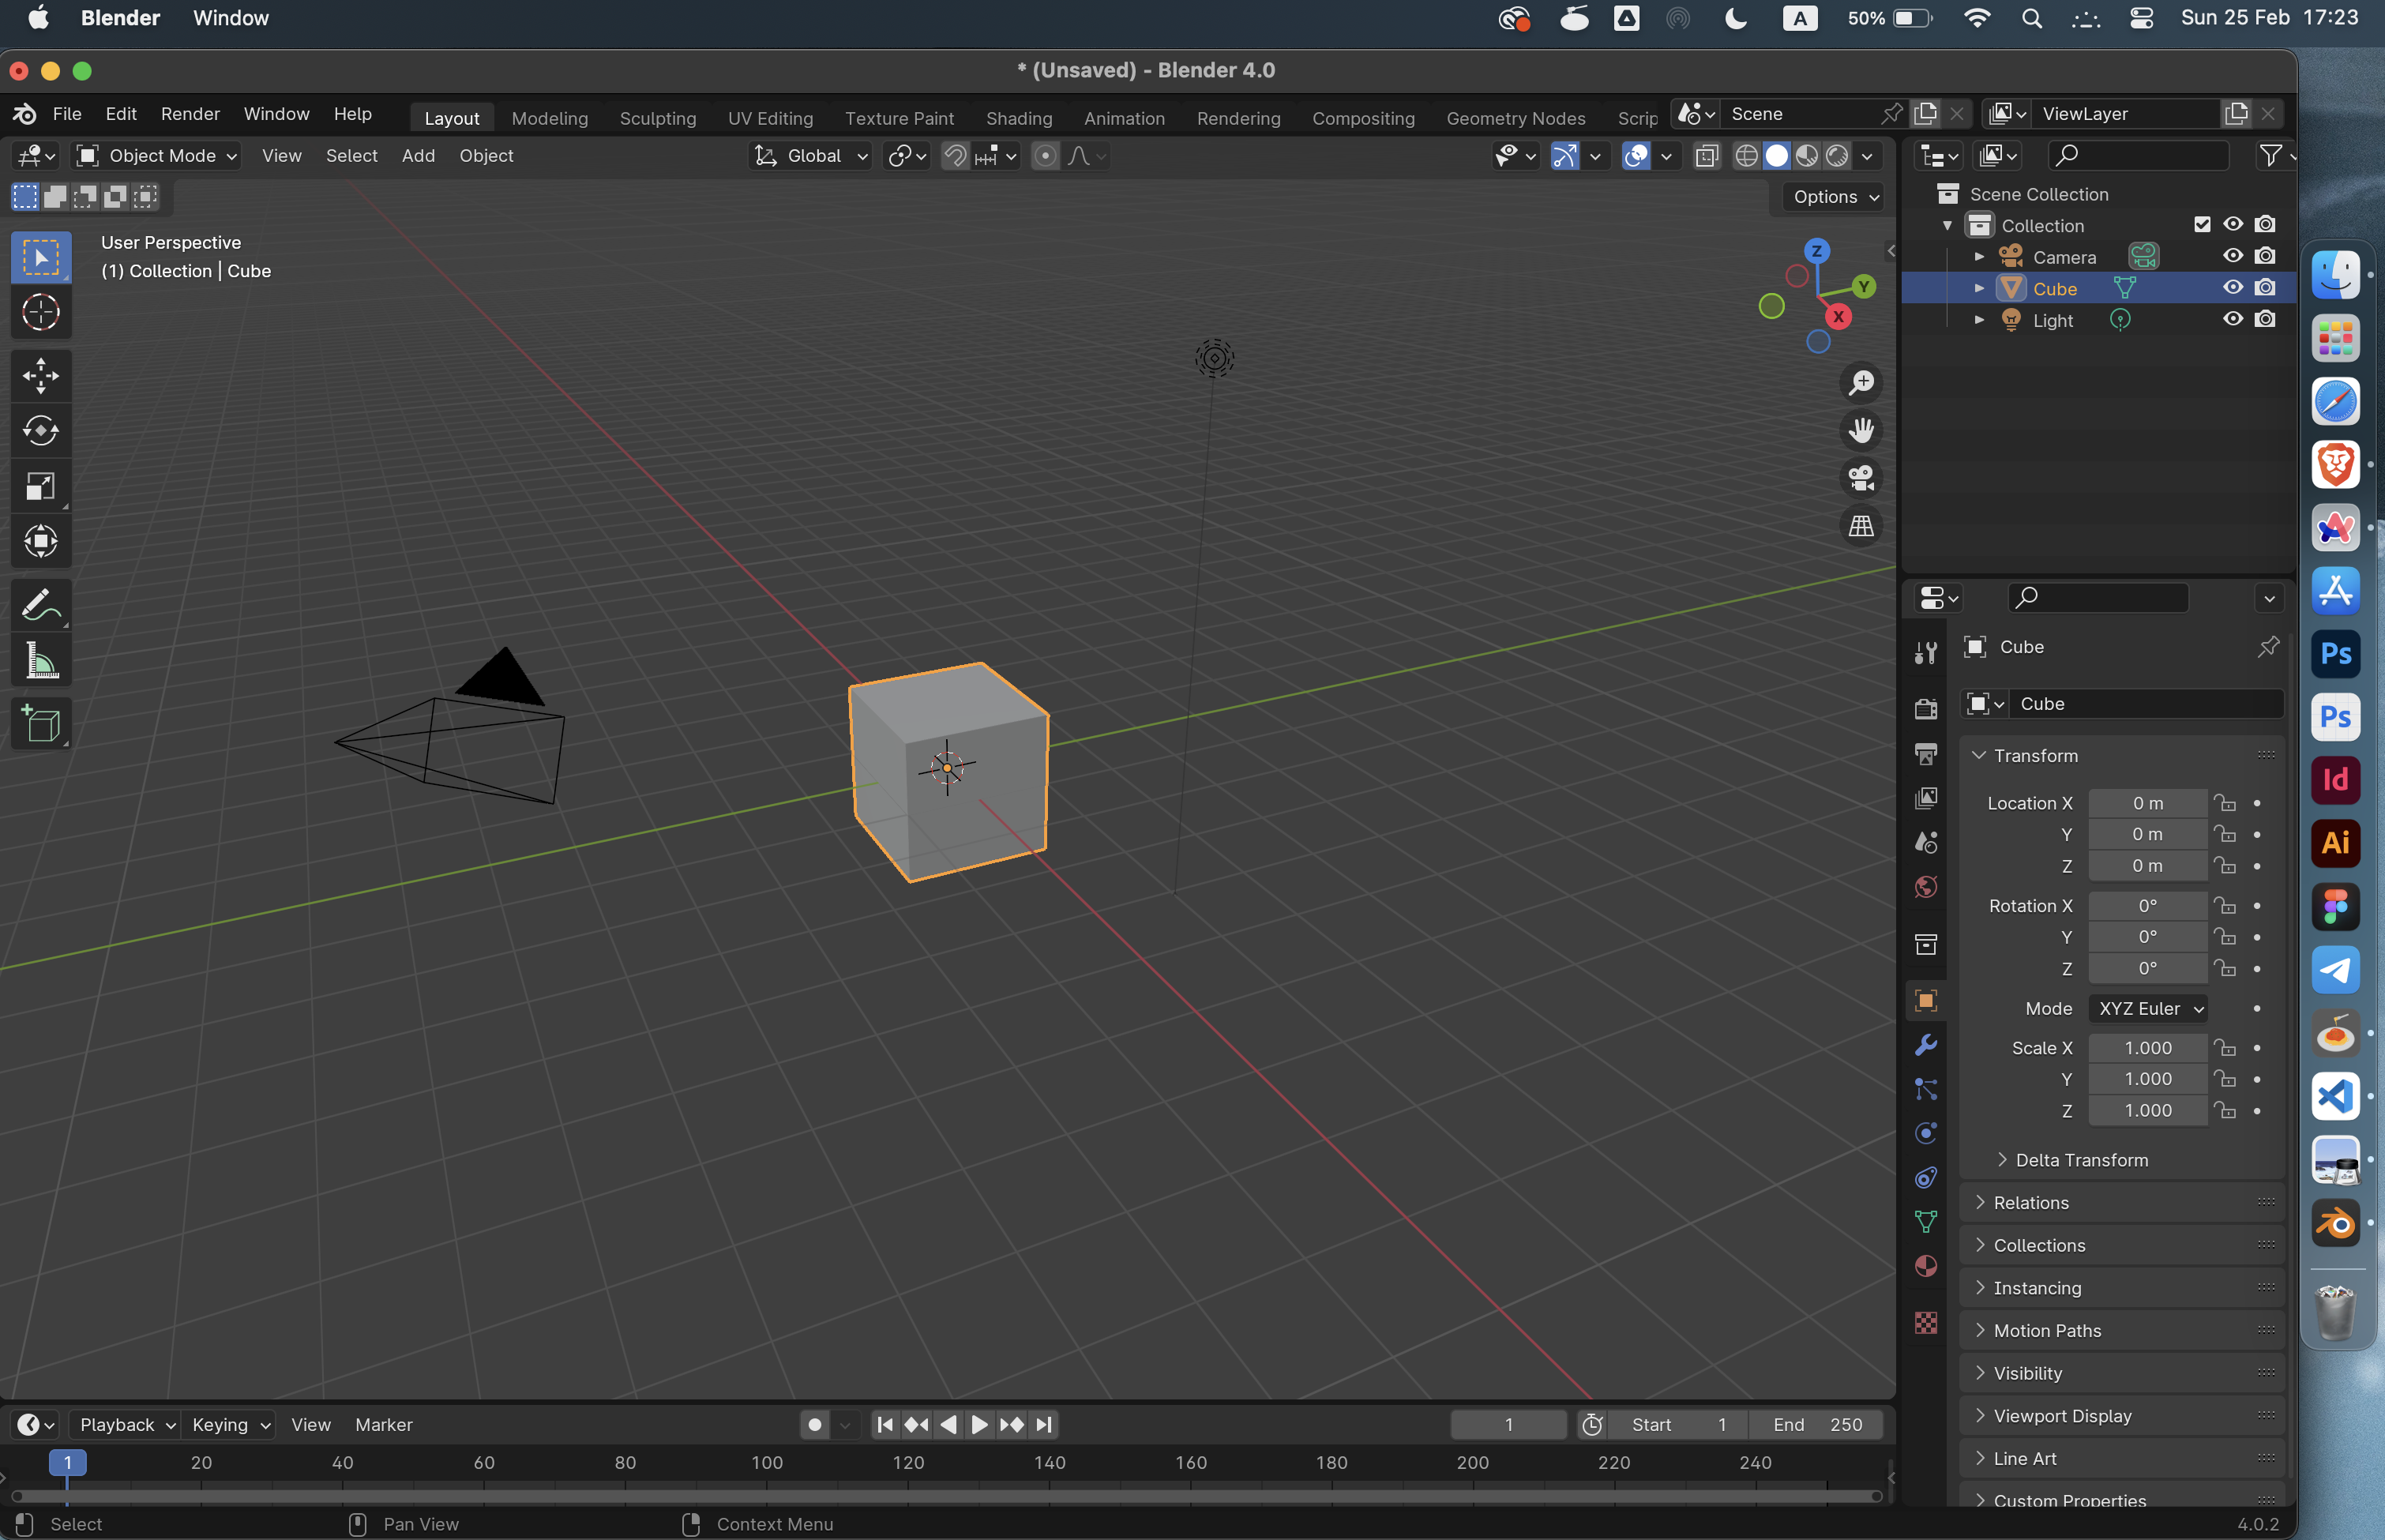 Blender Window A 50% Sun 25 Feb 17:23
* (Unsaved) - Blender 4.0
File Edit Render Window Help Layout Modeling Sculpting UV Editing Texture Paint Shading Animation Rendering Compositing Geometry Nodes Scrip Scene ViewLayer
Object Mode View Select Add Object Global
Options
User Perspective
(1) Collection | Cube
Z
Y
X
Scene Collection
Collection
Camera
Cube
Light
Cube
Cube
Transform
Location X 0 m
Y 0 m
Z 0 m
Rotation X 0°
Y 0°
Z 0°
Mode XYZ Euler
Scale X 1.000
Y 1.000
Z 1.000
Delta Transform
Relations
Collections
Instancing
Motion Paths
Visibility
Viewport Display
Line Art
Custom Properties
Ps
Ps
Id
Ai
Playback Keying View Marker 1 Start 1 End 250
1 20 40 60 80 100 120 140 160 180 200 220 240
Select Pan View Context Menu 4.0.2